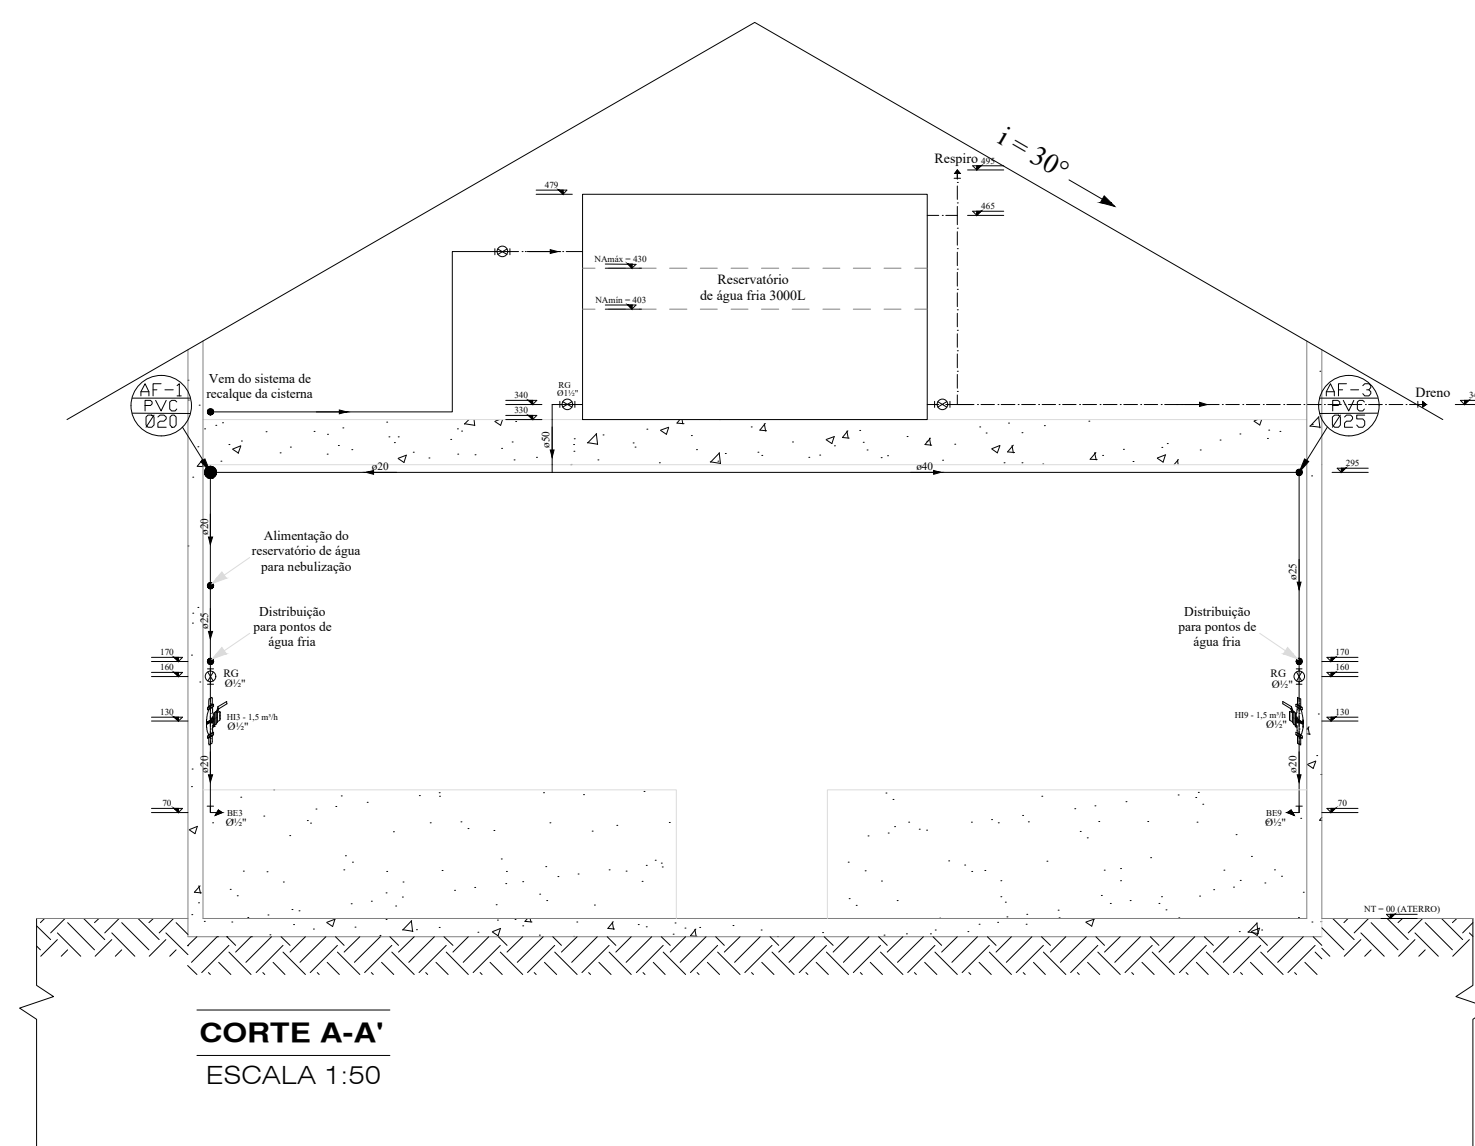 i = 30°
Respiro
495
479
465
NAmáx = 430
Reservatório
de água fria 3000L
NAmín = 403
Vem do sistema de
recalque da cisterna
AF-1
PVC
Ø20
RG
Ø1½"
340
330
AF-3
PVC
Ø25
Dreno
ø50
ø20
ø40
295
ø20
Alimentação do
reservatório de água
para nebulização
ø25
ø25
Distribuição
para pontos de
água fria
Distribuição
para pontos de
água fria
170
160
RG
Ø½"
RG
Ø½"
170
160
130
HI3 - 1,5 m³/h
Ø½"
HI9 - 1,5 m³/h
Ø½"
130
ø20
ø20
70
BE3
Ø½"
BE9
Ø½"
70
NT = 00 (ATERRO)
CORTE A-A'
ESCALA 1:50